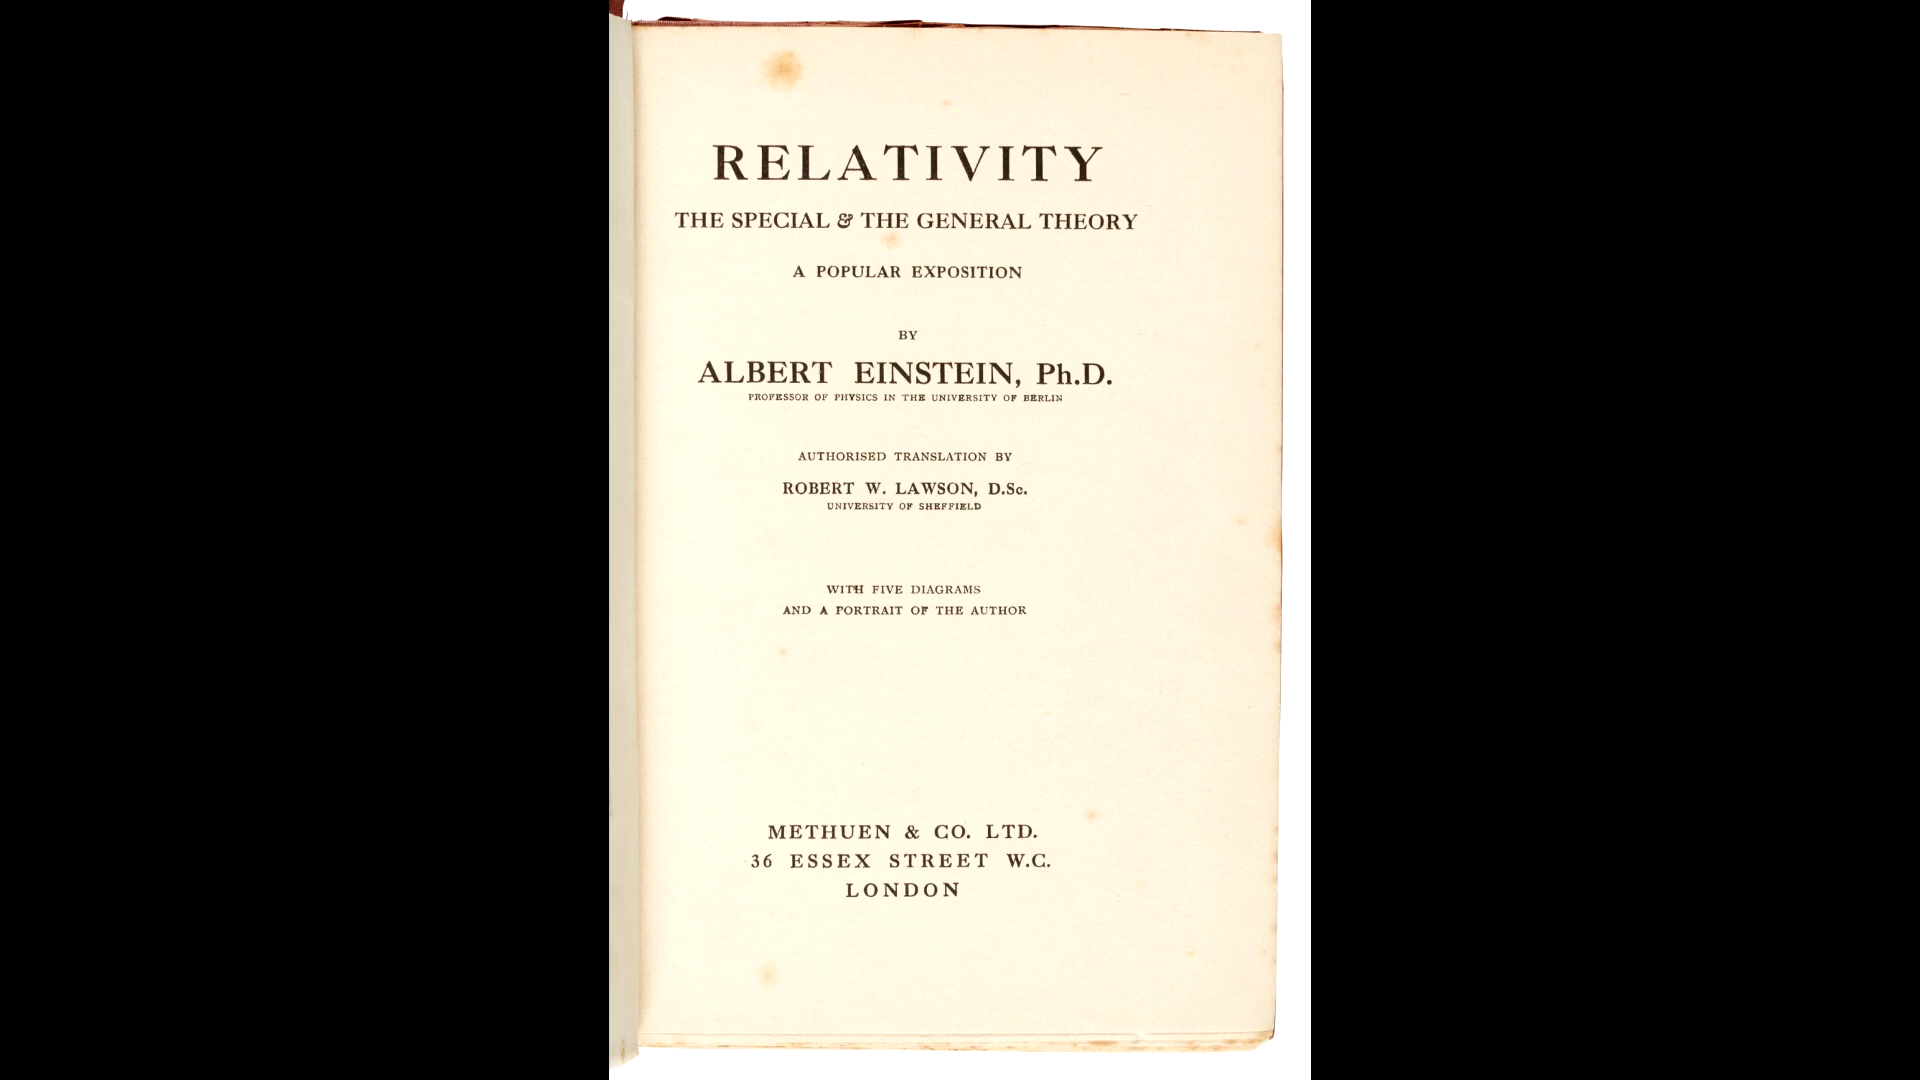 RELATIVITY
THE SPECIAL & THE GENERAL THEORY
A POPULAR EXPOSITION
BY
ALBERT EINSTEIN, Ph.D.
PROFESSOR OF PHYSICS IN THE UNIVERSITY OF BERLIN
AUTHORISED TRANSLATION BY
ROBERT W. LAWSON, D.Sc.
UNIVERSITY OF SHEFFIELD
WITH FIVE DIAGRAMS
AND A PORTRAIT OF THE AUTHOR
METHUEN & CO. LTD.
36 ESSEX STREET W.C.
LONDON